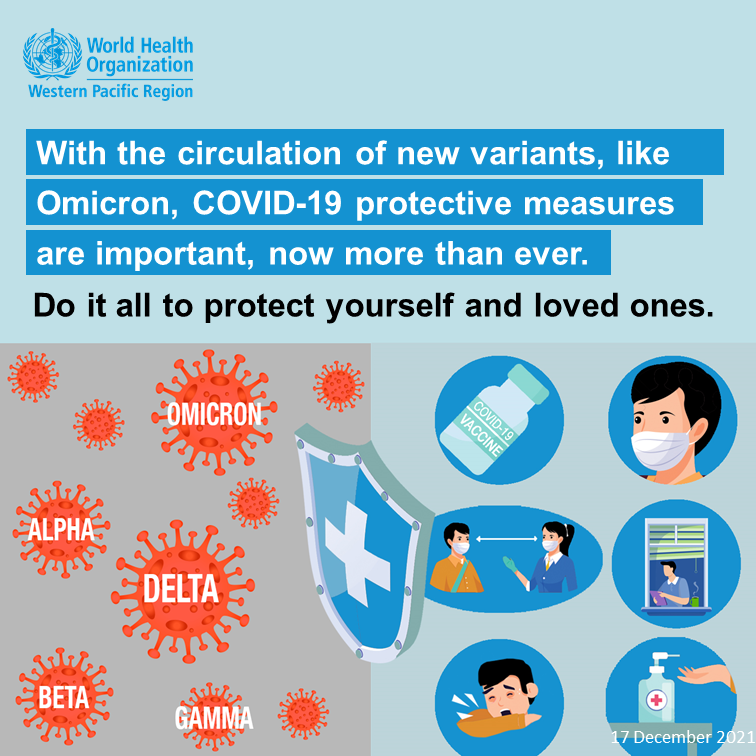 World Health
Organization
Western Pacific Region
With the circulation of new variants, like
Omicron, COVID-19 protective measures
are important, now more than ever.
Do it all to protect yourself and loved ones.
OMICRON
ALPHA
DELTA
BETA
GAMMA
COVID-19
VACCINE
17 December 2021